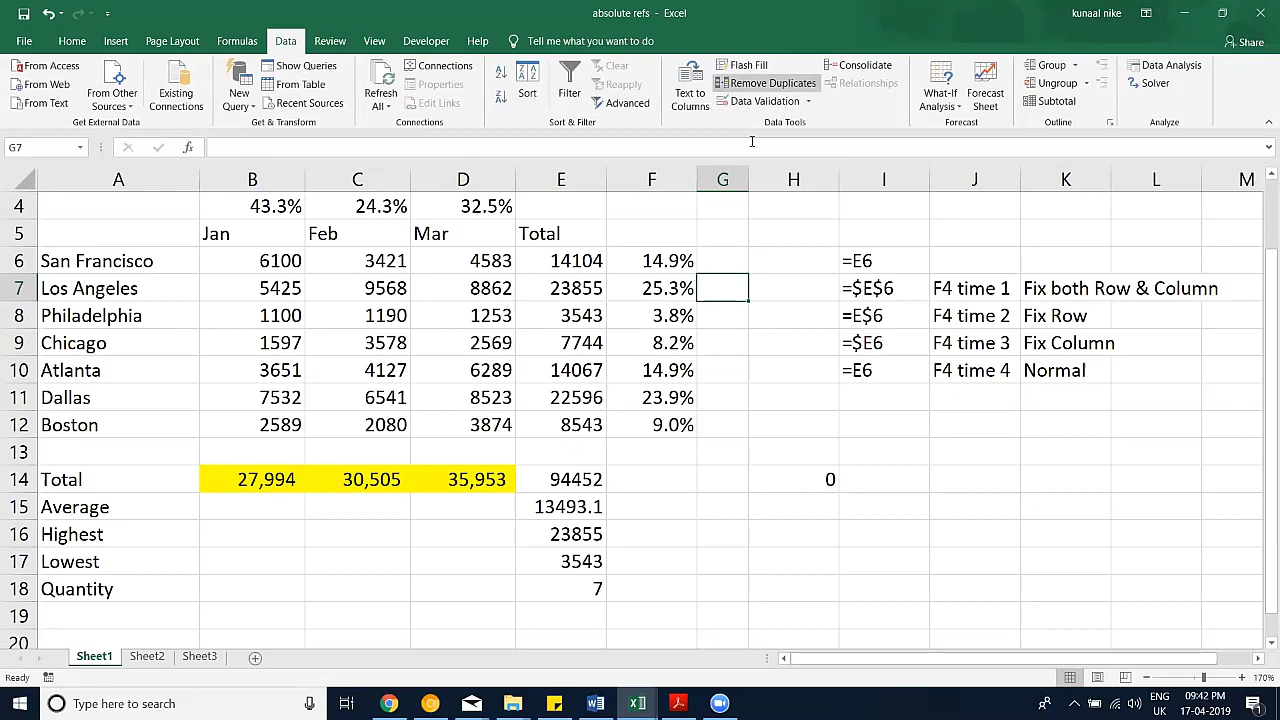 absolute refs - Excel
kunaal nike
File Home Insert Page Layout Formulas Data Review View Developer Help Tell me what you want to do Share
From Access
From Web
From Text
From Other Sources
Existing Connections
Get External Data
New Query
Show Queries
From Table
Recent Sources
Get & Transform
Refresh All
Connections
Properties
Edit Links
Connections
Sort
Filter
Clear
Reapply
Advanced
Sort & Filter
Text to Columns
Flash Fill
Remove Duplicates
Data Validation
Consolidate
Relationships
Data Tools
What-If Analysis
Forecast Sheet
Forecast
Group
Ungroup
Subtotal
Outline
Data Analysis
Solver
Analyze
G7 fx
A B C D E F G H I J K L M
4 43.3% 24.3% 32.5%
5 Jan Feb Mar Total
6 San Francisco 6100 3421 4583 14104 14.9% =E6
7 Los Angeles 5425 9568 8862 23855 25.3% =$E$6 F4 time 1 Fix both Row & Column
8 Philadelphia 1100 1190 1253 3543 3.8% =E$6 F4 time 2 Fix Row
9 Chicago 1597 3578 2569 7744 8.2% =$E6 F4 time 3 Fix Column
10 Atlanta 3651 4127 6289 14067 14.9% =E6 F4 time 4 Normal
11 Dallas 7532 6541 8523 22596 23.9%
12 Boston 2589 2080 3874 8543 9.0%
13
14 Total 27,994 30,505 35,953 94452 0
15 Average 13493.1
16 Highest 23855
17 Lowest 3543
18 Quantity 7
19
20
Sheet1 Sheet2 Sheet3
Ready 170%
Type here to search
ENG 09:42 PM
UK 17-04-2019